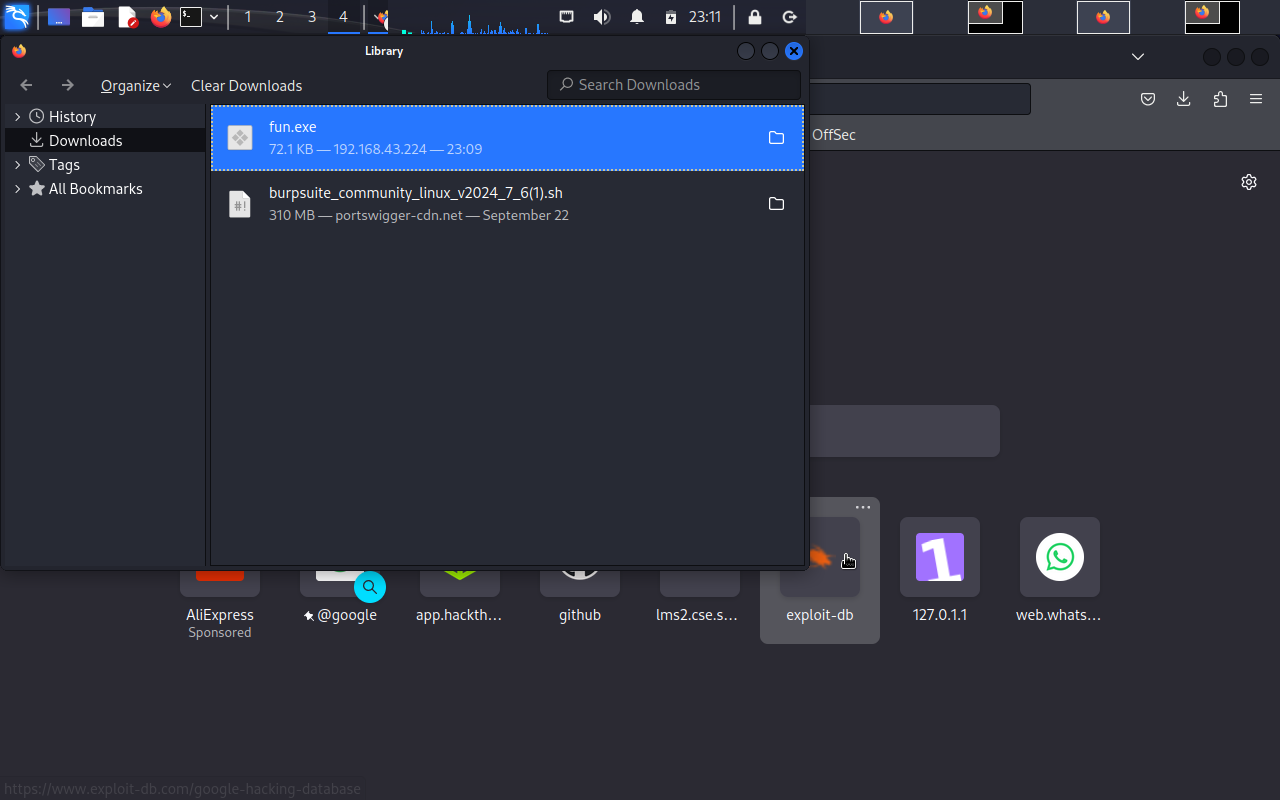 1 2 3 4 23:11
Library
Organize Clear Downloads Search Downloads
History
Downloads
Tags
All Bookmarks
fun.exe
72.1 KB — 192.168.43.224 — 23:09
burpsuite_community_linux_v2024_7_6(1).sh
310 MB — portswigger-cdn.net — September 22
OffSec
AliExpress
Sponsored
@google
app.hackth…
github
lms2.cse.s…
exploit-db
127.0.1.1
web.whats…
https://www.exploit-db.com/google-hacking-database